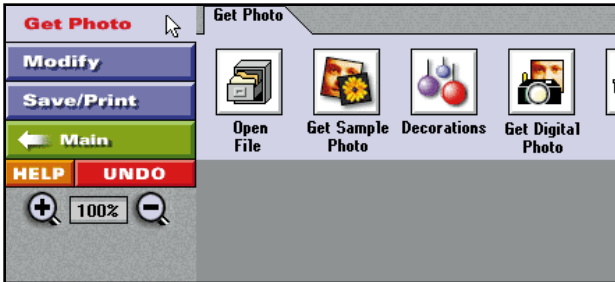 Get Photo
Get Photo
Modify
Save/Print
Main
HELP UNDO
100%
Open
File
Get Sample
Photo
Decorations
Get Digital
Photo